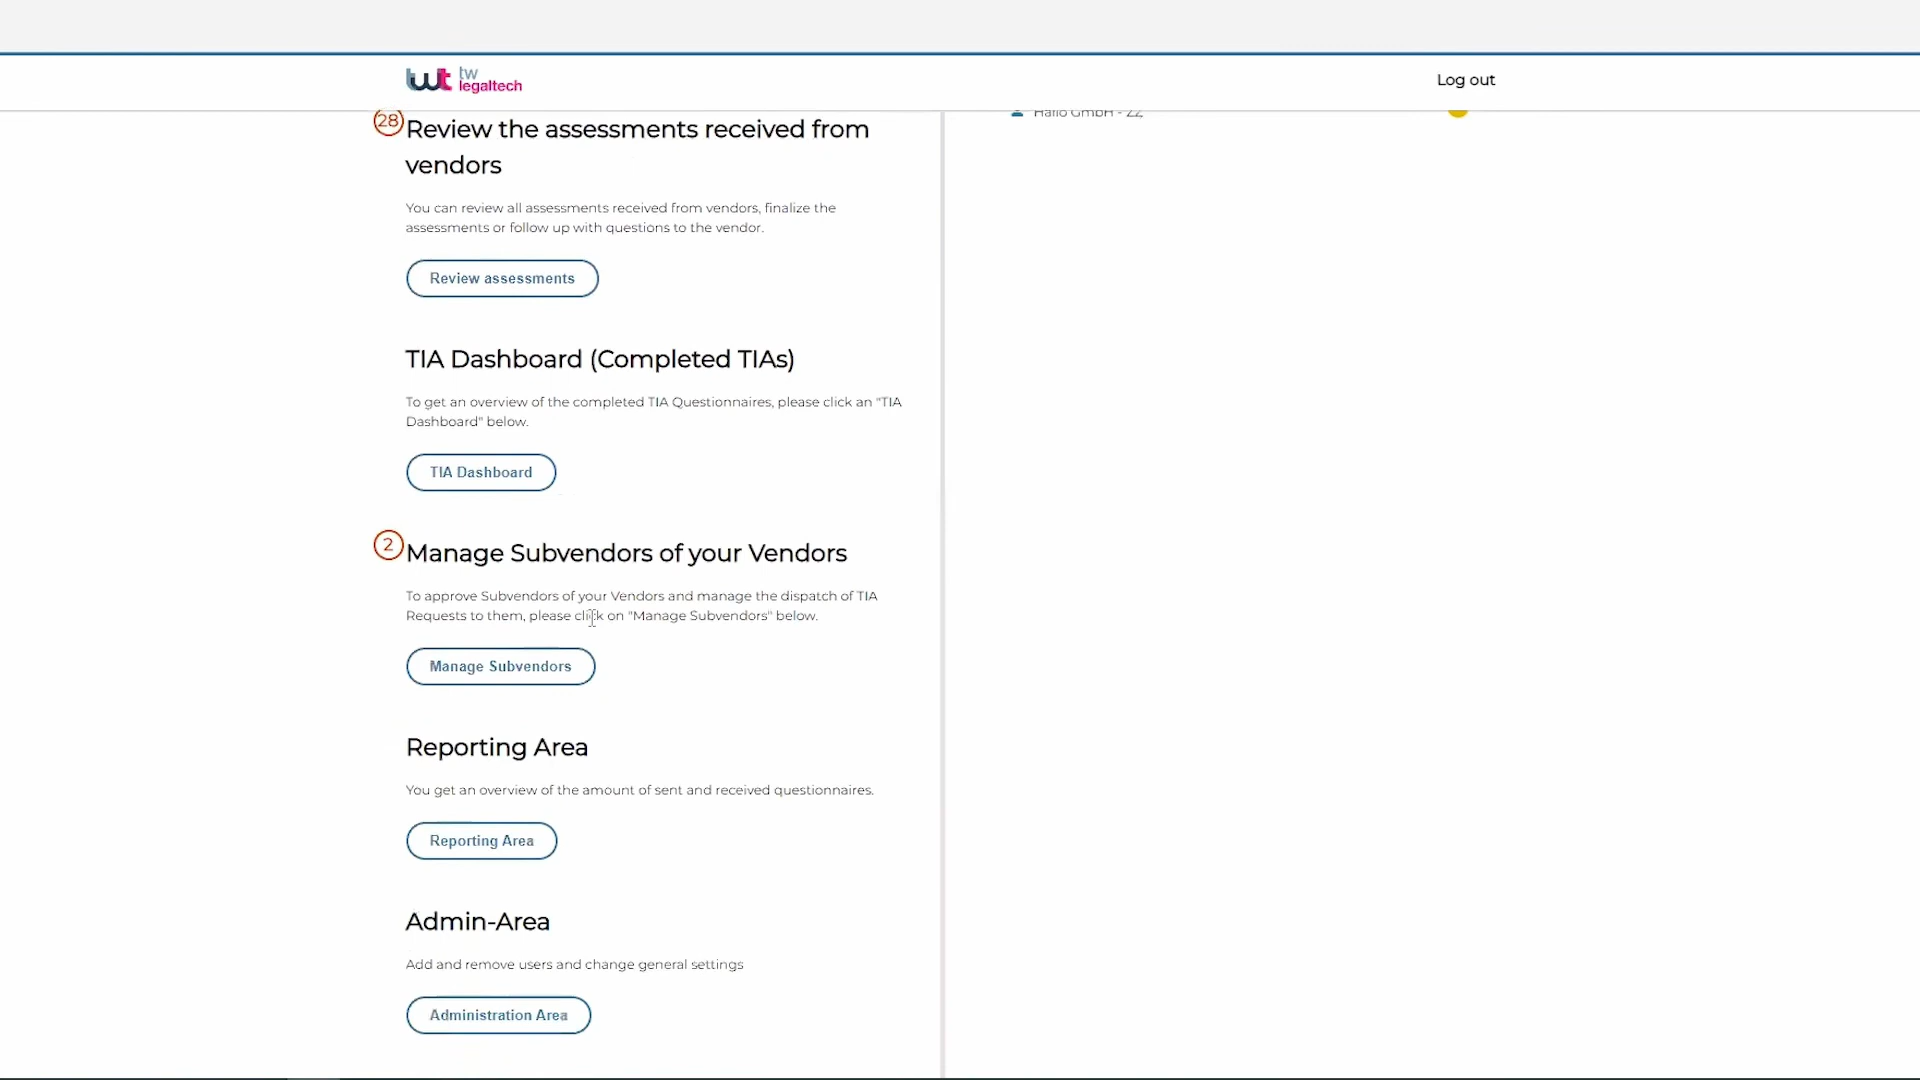 tw
legaltech
Log out
28
Review the assessments received from
vendors
You can review all assessments received from vendors, finalize the
assessments or follow up with questions to the vendor.
Review assessments
TIA Dashboard (Completed TIAs)
To get an overview of the completed TIA Questionnaires, please click an "TIA
Dashboard" below.
TIA Dashboard
2
Manage Subvendors of your Vendors
To approve Subvendors of your Vendors and manage the dispatch of TIA
Requests to them, please click on "Manage Subvendors" below.
Manage Subvendors
Reporting Area
You get an overview of the amount of sent and received questionnaires.
Reporting Area
Admin-Area
Add and remove users and change general settings
Administration Area
GmbH